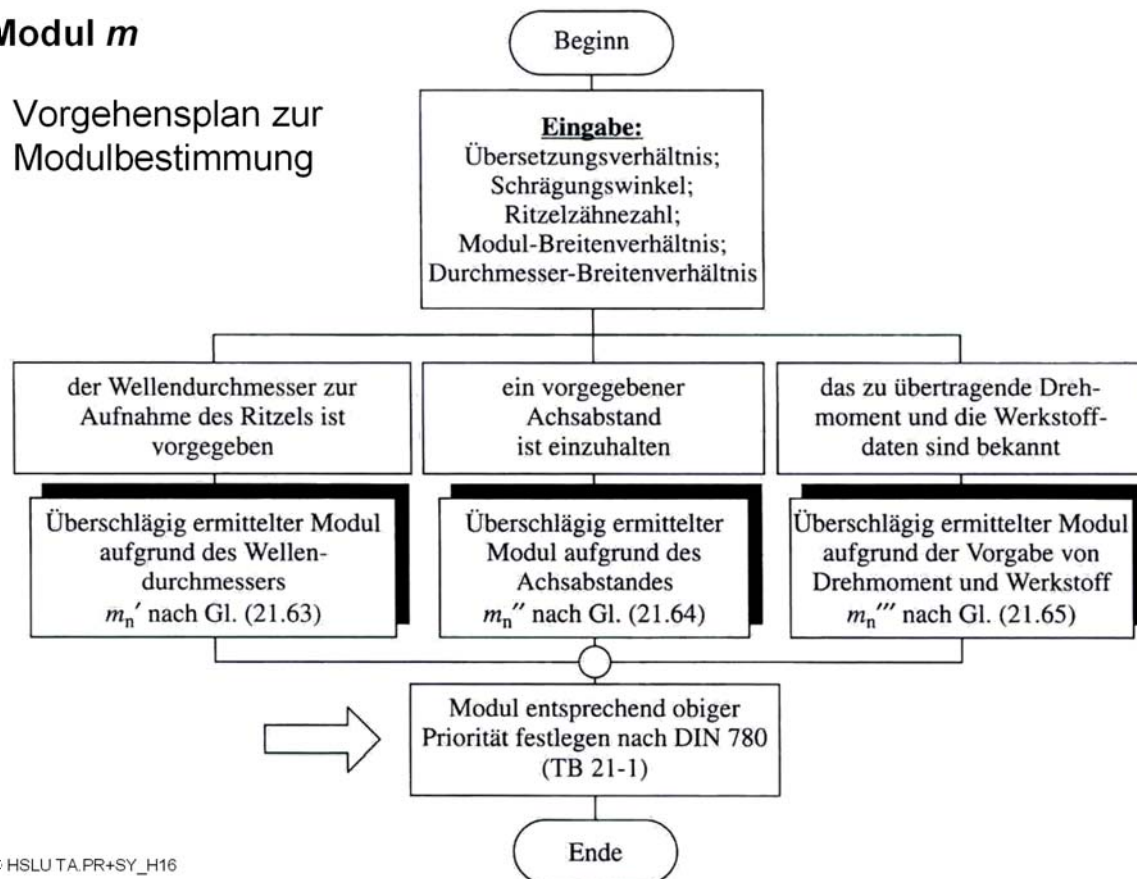 Modul m
Vorgehensplan zur
Modulbestimmung
Beginn
Eingabe:
Übersetzungsverhältnis;
Schrägungswinkel;
Ritzelzähnezahl;
Modul-Breitenverhältnis;
Durchmesser-Breitenverhältnis
der Wellendurchmesser zur
Aufnahme des Ritzels ist
vorgegeben
ein vorgegebener
Achsabstand
ist einzuhalten
das zu übertragende Dreh-
moment und die Werkstoff-
daten sind bekannt
Überschlägig ermittelter Modul
aufgrund des Wellen-
durchmessers
mn′ nach Gl. (21.63)
Überschlägig ermittelter
Modul aufgrund des
Achsabstandes
mn″ nach Gl. (21.64)
Überschlägig ermittelter Modul
aufgrund der Vorgabe von
Drehmoment und Werkstoff
mn‴ nach Gl. (21.65)
Modul entsprechend obiger
Priorität festlegen nach DIN 780
(TB 21-1)
Ende
© HSLU TA.PR+SY_H16